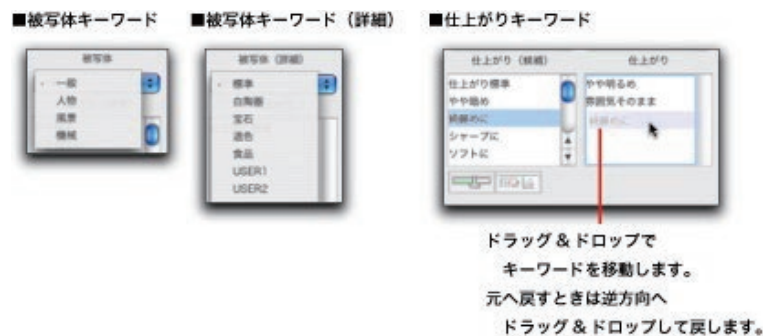 ■被写体キーワード
■被写体キーワード（詳細）
■仕上がりキーワード
被写体
一般
人物
風景
機械
被写体（詳細）
標準
白陶器
宝石
退色
食品
USER1
USER2
仕上がり（候補）
仕上がり標準
やや暗め
綺麗めに
シャープに
ソフトに
仕上がり
やや明るめ
雰囲気そのまま
綺麗めに
ドラッグ＆ドロップで
キーワードを移動します。
元へ戻すときは逆方向へ
ドラッグ＆ドロップして戻します。